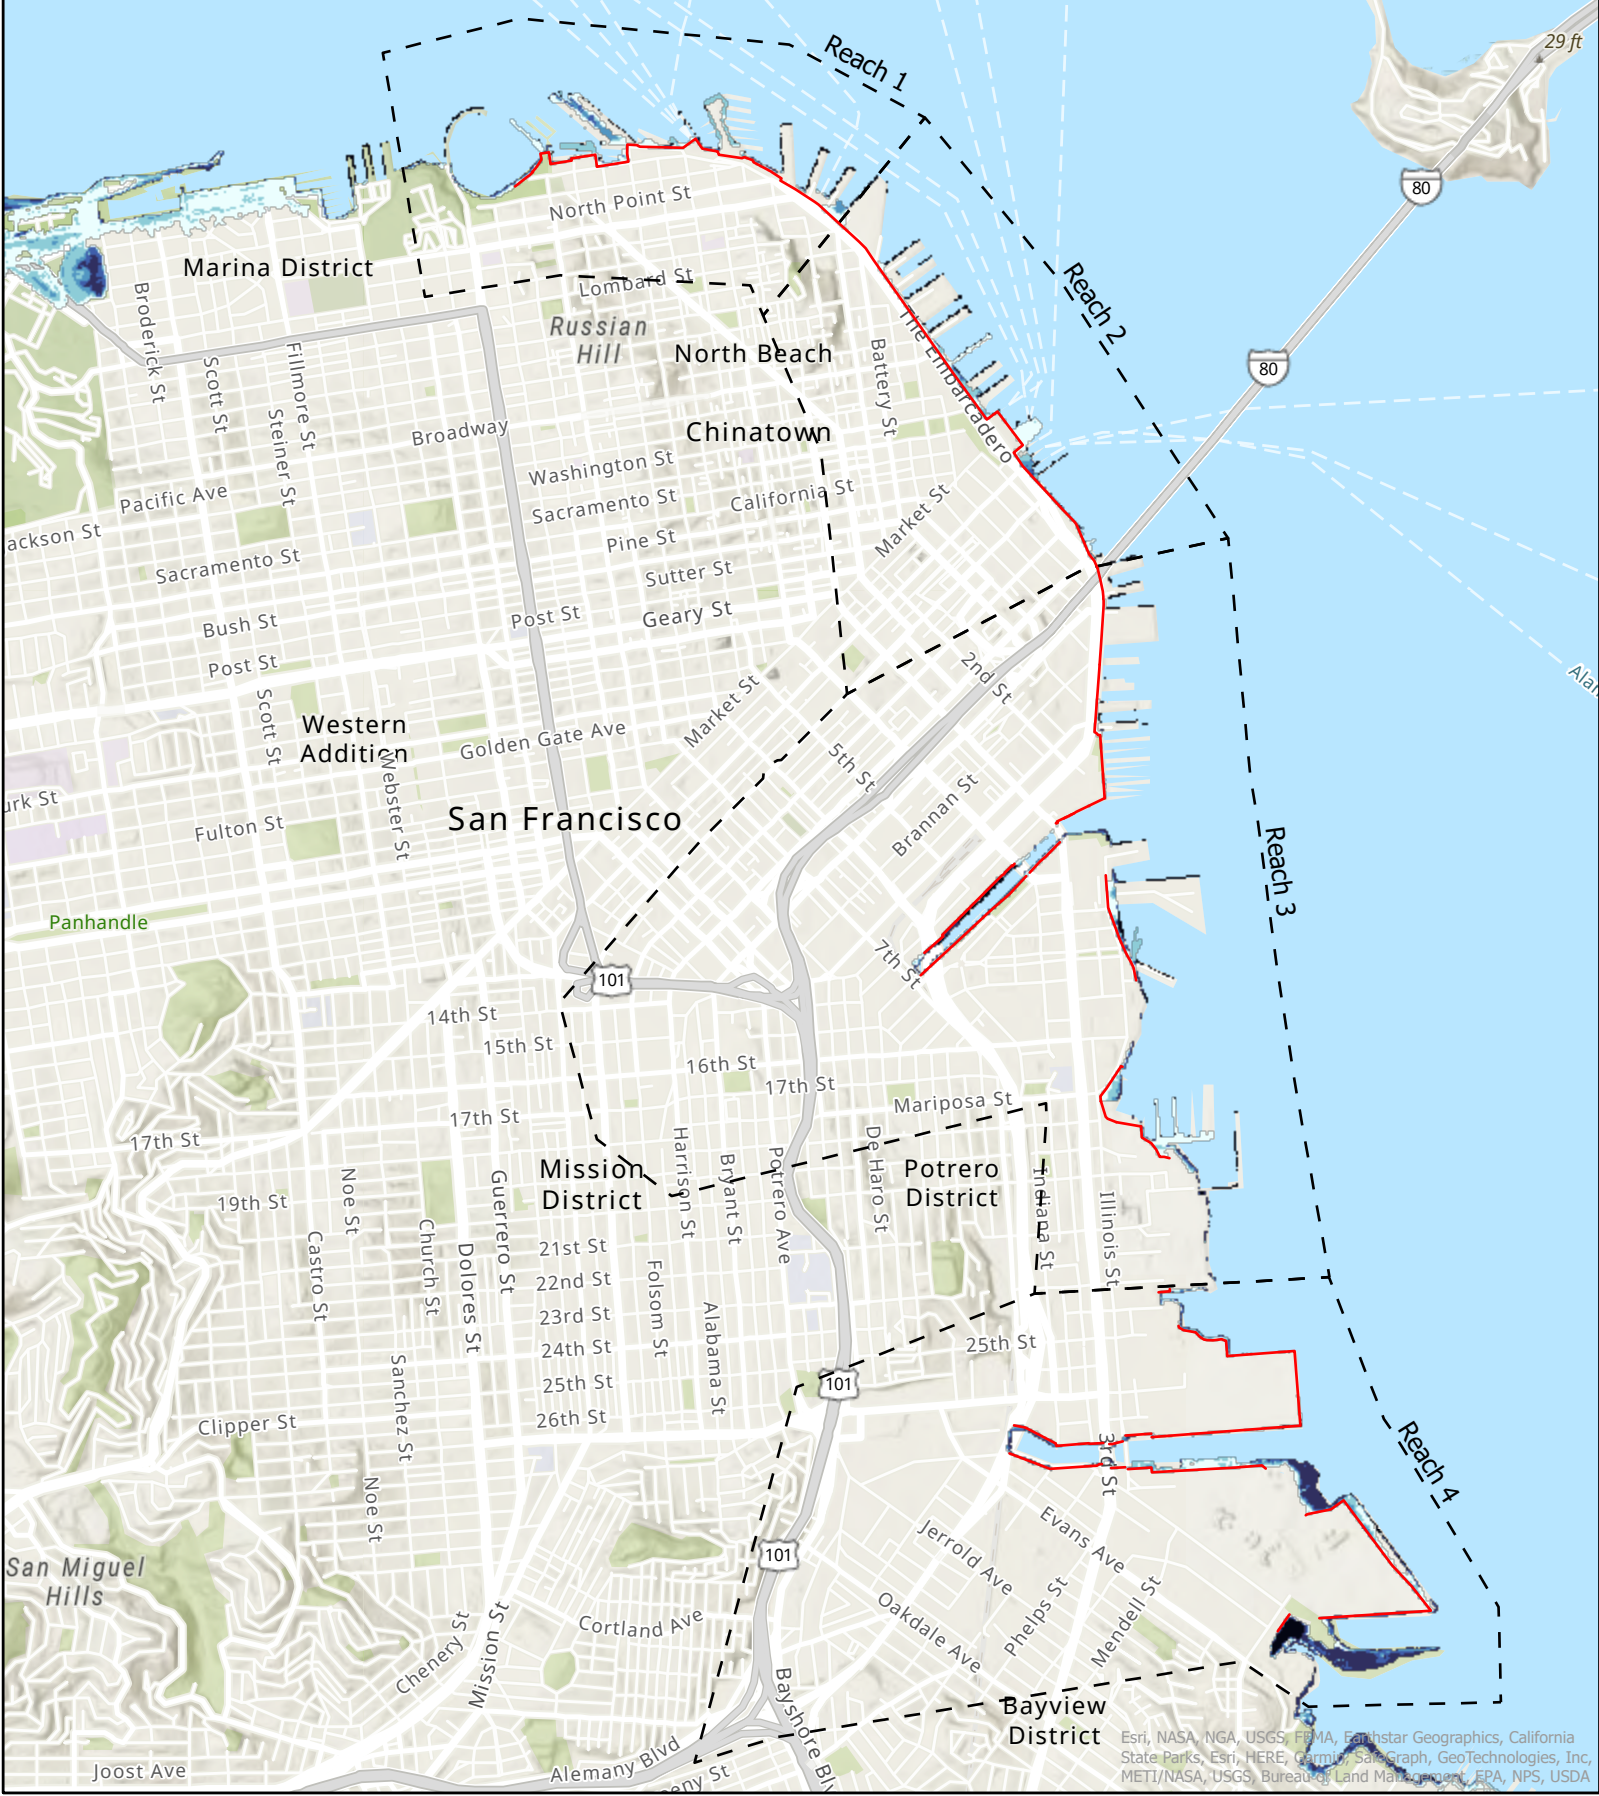 29 ft
Reach 1
80
North Point St
Marina District
Lombard St
Reach 2
Broderick St
Russian
Hill
The Embarcadero
North Beach
80
Scott St
Fillmore St
Battery St
Steiner St
Broadway
Chinatown
Washington St
Pacific Ave
Sacramento St
California St
Market St
ackson St
Pine St
Sacramento St
Sutter St
Bush St
Post St
Geary St
Post St
2nd St
Alam
Scott St
Market St
Western
Addition
Golden Gate Ave
5th St
Webster St
urk St
Brannan St
San Francisco
Fulton St
Reach 3
Panhandle
7th St
101
14th St
15th St
16th St
17th St
Mariposa St
17th St
17th St
Mission
District
Harrison St
Bryant St
Potrero Ave
De Haro St
Potrero
District
Indiana St
Illinois St
19th St
Noe St
Guerrero St
Castro St
Church St
Dolores St
21st St
22nd St
23rd St
24th St
25th St
26th St
Folsom St
Alabama St
25th St
101
Sanchez St
Clipper St
3rd St
Reach 4
Noe St
Evans Ave
Jerrold Ave
101
San Miguel
Hills
Oakdale Ave
Phelps St
Mendell St
Cortland Ave
Chenery St
Mission St
Bayshore Blv
Bayview
District
Alemany Blvd
Joost Ave
eny St
Esri, NASA, NGA, USGS, FEMA, Earthstar Geographics, California
State Parks, Esri, HERE, Garmin, SafeGraph, GeoTechnologies, Inc,
METI/NASA, USGS, Bureau of Land Management, EPA, NPS, USDA